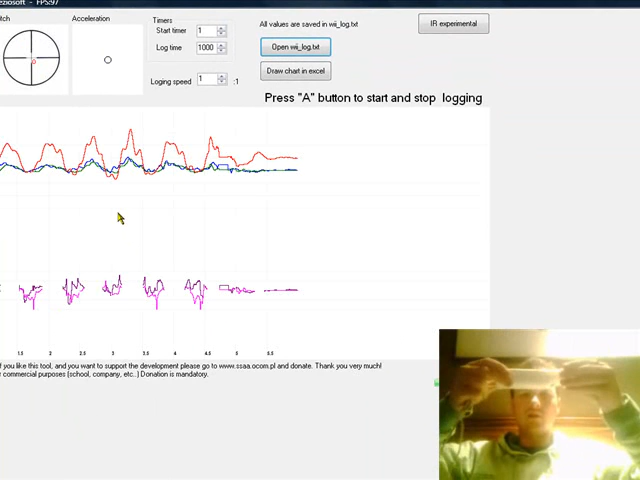 eziosoft - FPS:97
itch
Acceleration
Timers
Start timer 1
Log time 1000
Loging speed 1 :1
All values are saved in wii_log.txt
Open wii_log.txt
Draw chart in excel
IR experimental
Press "A" button to start and stop logging
1.5 2 2.5 3 3.5 4 4.5 5 5.5
if you like this tool, and you want to support the development please go to www.ssaa.ocom.pl and donate. Thank you very much!
commercial purposes (school, company, etc..) Donation is mandatory.